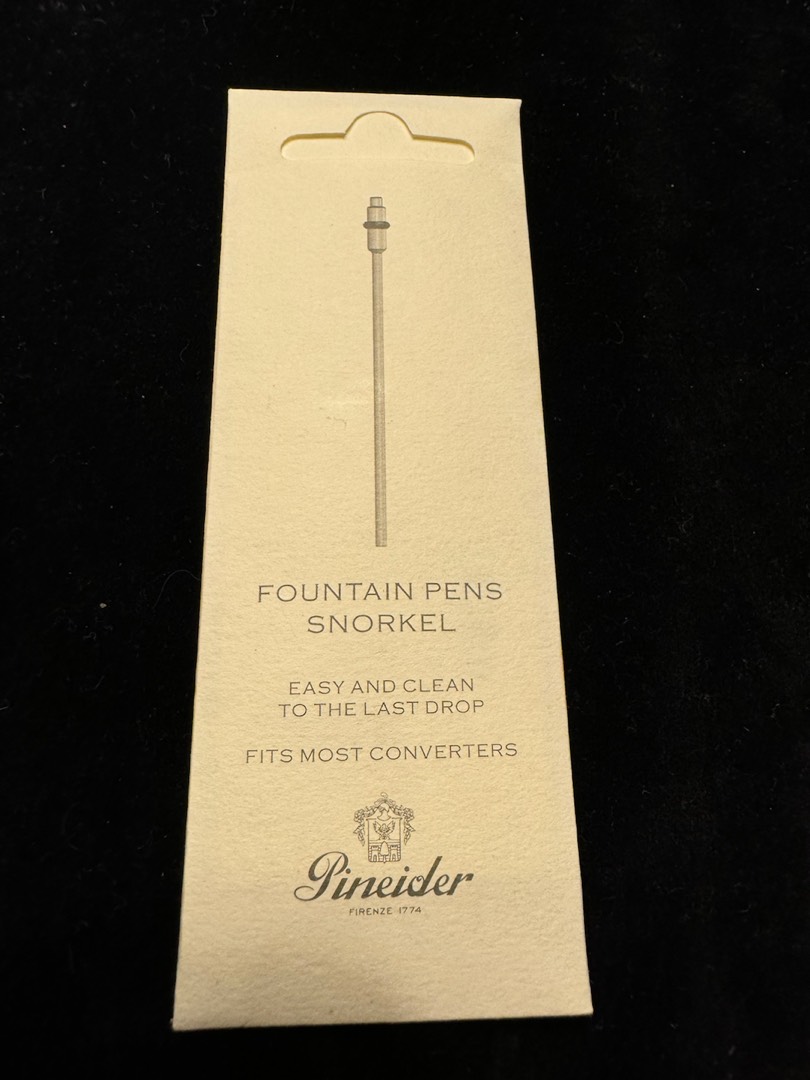 FOUNTAIN PENS
SNORKEL
EASY AND CLEAN
TO THE LAST DROP
FITS MOST CONVERTERS
Pineider
FIRENZE 1774